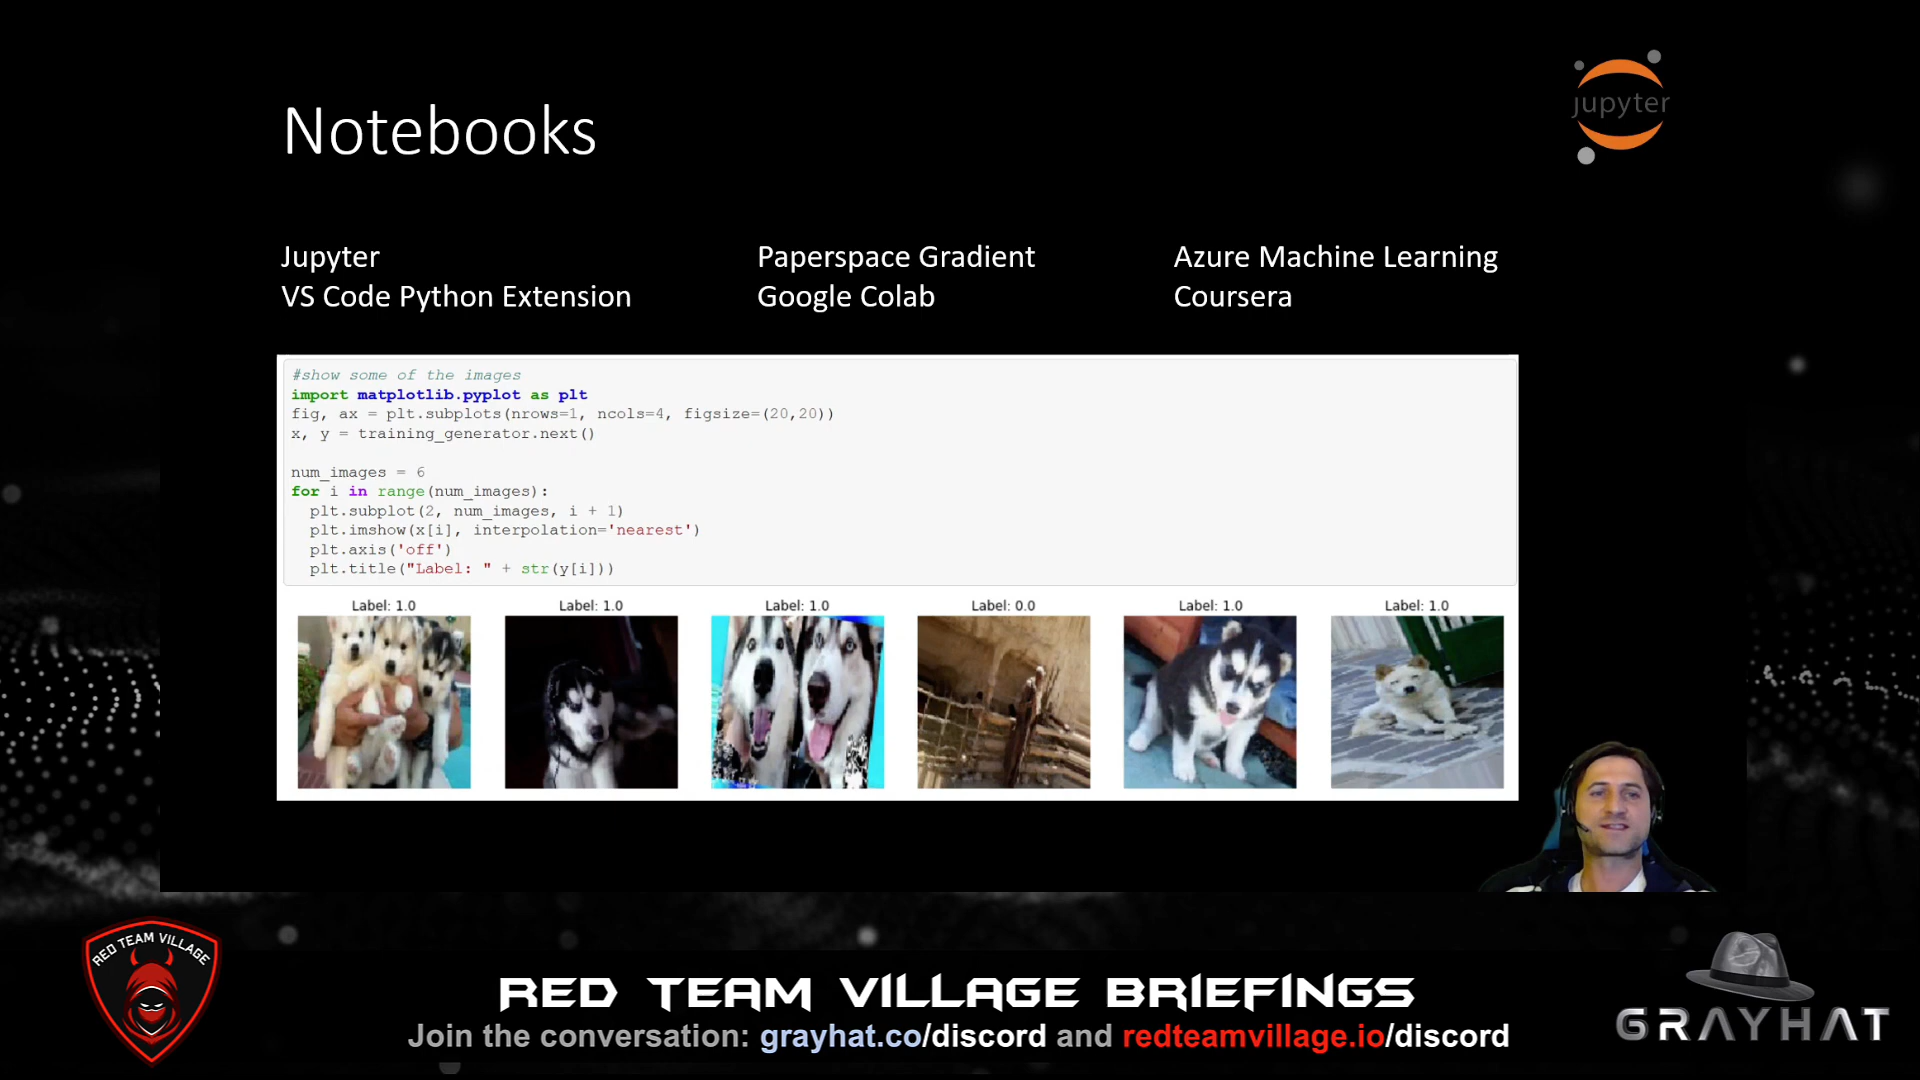 Notebooks
jupyter
Jupyter
VS Code Python Extension
Paperspace Gradient
Google Colab
Azure Machine Learning
Coursera
#show some of the images
import matplotlib.pyplot as plt
fig, ax = plt.subplots(nrows=1, ncols=4, figsize=(20,20))
x, y = training_generator.next()
num_images = 6
for i in range(num_images):
  plt.subplot(2, num_images, i + 1)
  plt.imshow(x[i], interpolation='nearest')
  plt.axis('off')
  plt.title("Label: " + str(y[i]))
Label: 1.0
Label: 1.0
Label: 1.0
Label: 0.0
Label: 1.0
Label: 1.0
RED TEAM VILLAGE
RED TEAM VILLAGE BRIEFINGS
Join the conversation: grayhat.co/discord and redteamvillage.io/discord
GRAYHAT